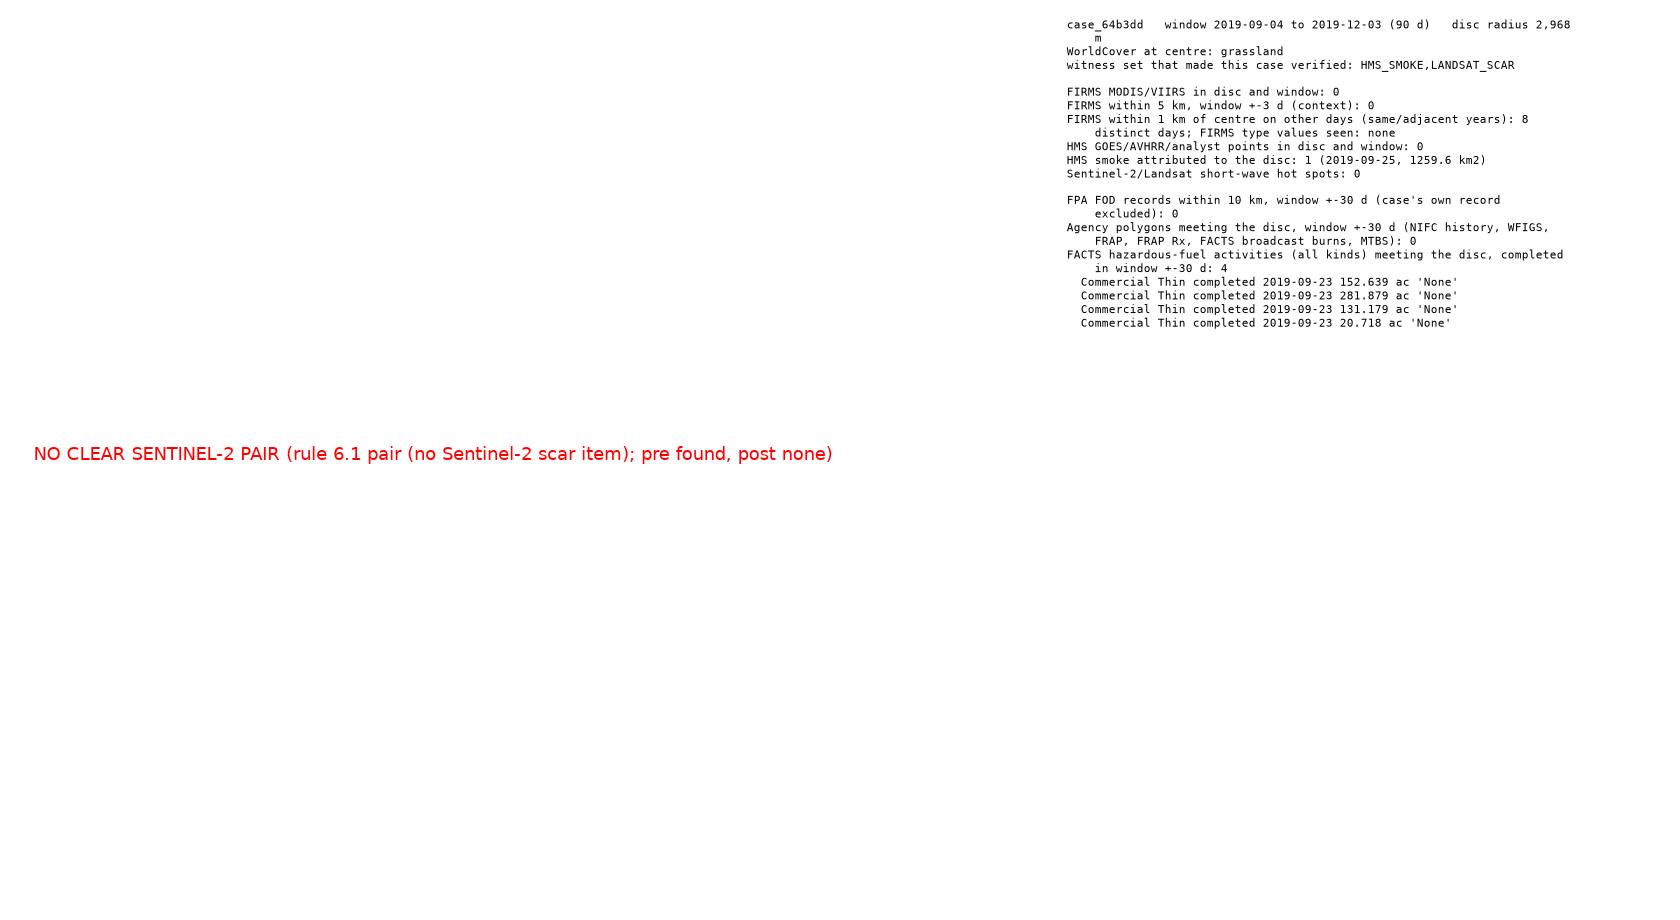 case_64b3dd   window 2019-09-04 to 2019-12-03 (90 d)   disc radius 2,968
    m
WorldCover at centre: grassland
witness set that made this case verified: HMS_SMOKE,LANDSAT_SCAR
FIRMS MODIS/VIIRS in disc and window: 0
FIRMS within 5 km, window +-3 d (context): 0
FIRMS within 1 km of centre on other days (same/adjacent years): 8
    distinct days; FIRMS type values seen: none
HMS GOES/AVHRR/analyst points in disc and window: 0
HMS smoke attributed to the disc: 1 (2019-09-25, 1259.6 km2)
Sentinel-2/Landsat short-wave hot spots: 0
FPA FOD records within 10 km, window +-30 d (case's own record
    excluded): 0
Agency polygons meeting the disc, window +-30 d (NIFC history, WFIGS,
    FRAP, FRAP Rx, FACTS broadcast burns, MTBS): 0
FACTS hazardous-fuel activities (all kinds) meeting the disc, completed
    in window +-30 d: 4
  Commercial Thin completed 2019-09-23 152.639 ac 'None'
  Commercial Thin completed 2019-09-23 281.879 ac 'None'
  Commercial Thin completed 2019-09-23 131.179 ac 'None'
  Commercial Thin completed 2019-09-23 20.718 ac 'None'
NO CLEAR SENTINEL-2 PAIR (rule 6.1 pair (no Sentinel-2 scar item); pre found, post none)